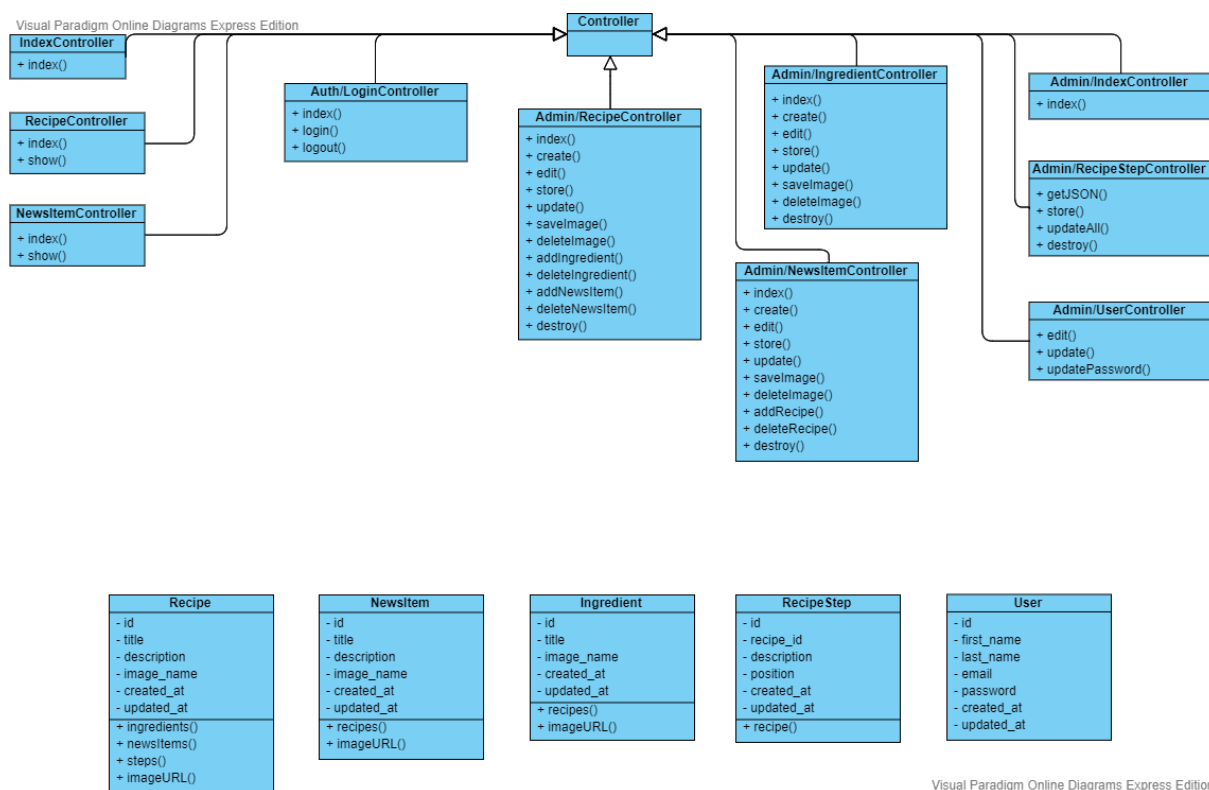 Visual Paradigm Online Diagrams Express Edition
Controller
IndexController
+ index()
RecipeController
+ index()
+ show()
NewsItemController
+ index()
+ show()
Auth/LoginController
+ index()
+ login()
+ logout()
Admin/RecipeController
+ index()
+ create()
+ edit()
+ store()
+ update()
+ saveImage()
+ deleteImage()
+ addIngredient()
+ deleteIngredient()
+ addNewsItem()
+ deleteNewsItem()
+ destroy()
Admin/IngredientController
+ index()
+ create()
+ edit()
+ store()
+ update()
+ saveImage()
+ deleteImage()
+ destroy()
Admin/NewsItemController
+ index()
+ create()
+ edit()
+ store()
+ update()
+ saveImage()
+ deleteImage()
+ addRecipe()
+ deleteRecipe()
+ destroy()
Admin/IndexController
+ index()
Admin/RecipeStepController
+ getJSON()
+ store()
+ updateAll()
+ destroy()
Admin/UserController
+ edit()
+ update()
+ updatePassword()
Recipe
- id
- title
- description
- image_name
- created_at
- updated_at
+ ingredients()
+ newsItems()
+ steps()
+ imageURL()
NewsItem
- id
- title
- description
- image_name
- created_at
- updated_at
+ recipes()
+ imageURL()
Ingredient
- id
- title
- image_name
- created_at
- updated_at
+ recipes()
+ imageURL()
RecipeStep
- id
- recipe_id
- description
- position
- created_at
- updated_at
+ recipe()
User
- id
- first_name
- last_name
- email
- password
- created_at
- updated_at
Visual Paradigm Online Diagrams Express Edition